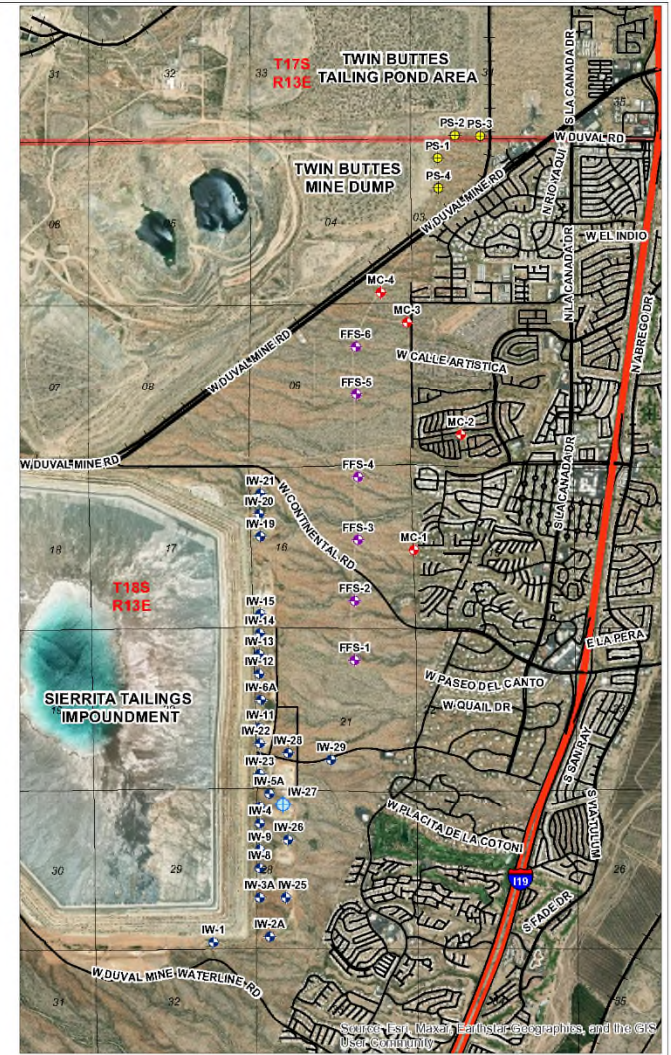 31
32
33
T17S
R13E
TWIN BUTTES
TAILING POND AREA
31
35
S LA CANADA DR
PS-2
PS-3
W DUVAL RD
PS-1
TWIN BUTTES
MINE DUMP
PS-4
N RIO YAQUI
W DUVAL MINE RD
06
05
04
03
W EL INDIO
N LA CANADA DR
MC-4
MC-3
N ABREGO DR
FFS-6
W CALLE ARTISTICA
W DUVAL MINE RD
07
08
09
FFS-5
MC-2
S LA CANADA DR
W DUVAL MINE RD
FFS-4
IW-21
IW-20
W CONTINENTAL RD
IW-19
FFS-3
MC-1
18
17
16
T18S
R13E
FFS-2
IW-15
IW-14
IW-13
FFS-1
E LA PERA
IW-12
IW-6A
W PASEO DEL CANTO
W QUAIL DR
SIERRITA TAILINGS
IMPOUNDMENT
IW-11
21
22
IW-22
IW-28
IW-29
S SAN RAY
IW-23
IW-5A
IW-27
S VIA TULUM
IW-4
W PLACITA DE LA COTONI
IW-9
IW-26
IW-8
30
29
26
I19
IW-3A
IW-25
S FADE DR
IW-1
IW-2A
W DUVAL MINE WATERLINE RD
31
32
35
Source: Esri, Maxar, Earthstar Geographics, and the GIS
User Community